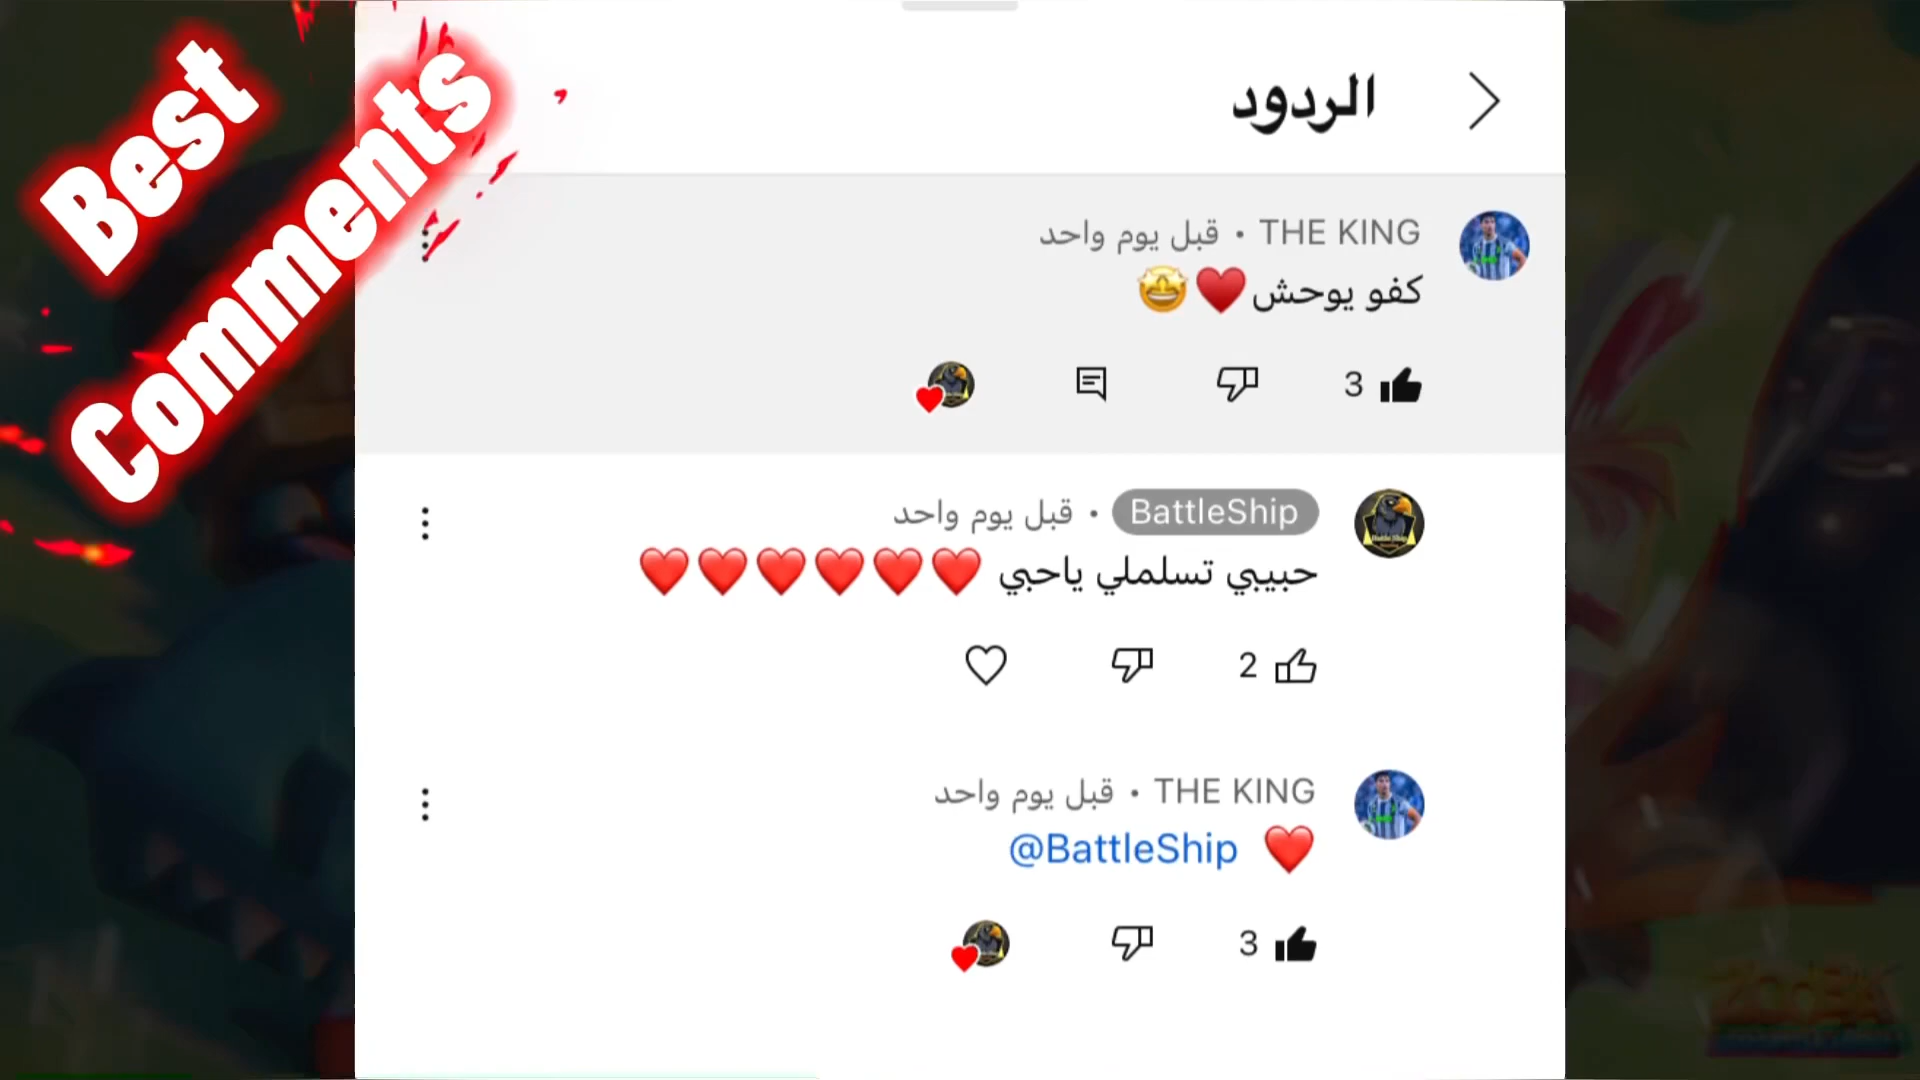 Best
Comments
الردود
THE KING • قبل يوم واحد
كفو يوحش❤️🤩
3
BattleShip • قبل يوم واحد
حبيبي تسلملي ياحبي ❤️❤️❤️❤️❤️❤️
2
THE KING • قبل يوم واحد
❤️ @BattleShip
3
ZOOBA